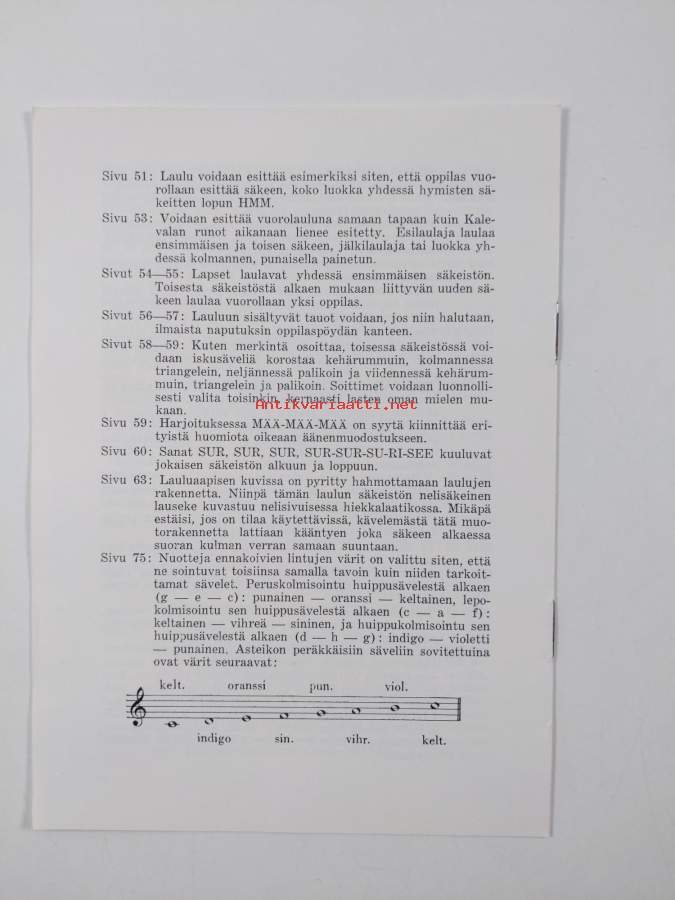 Sivu 51: Laulu voidaan esittää esimerkiksi siten, että oppilas vuo-
rollaan esittää säkeen, koko luokka yhdessä hymisten sä-
keitten lopun HMM.
Sivu 53: Voidaan esittää vuorolauluna samaan tapaan kuin Kale-
valan runot aikanaan lienee esitetty. Esilaulaja laulaa
ensimmäisen ja toisen säkeen, jälkilaulaja tai luokka yh-
dessä kolmannen, punaisella painetun.
Sivut 54—55: Lapset laulavat yhdessä ensimmäisen säkeistön.
Toisesta säkeistöstä alkaen mukaan liittyvän uuden sä-
keen laulaa vuorollaan yksi oppilas.
Sivut 56—57: Lauluun sisältyvät tauot voidaan, jos niin halutaan,
ilmaista naputuksin oppilaspöydän kanteen.
Sivut 58—59: Kuten merkintä osoittaa, toisessa säkeistössä voi-
daan iskusäveliä korostaa kehärummuin, kolmannessa
triangelein, neljännessä palikoin ja viidennessä kehärum-
muin, triangelein ja palikoin. Soittimet voidaan luonnolli-
sesti valita toisinkin, kernaasti lasten oman mielen mu-
kaan.
Antikvariaatti.net
Sivu 59: Harjoituksessa MÄÄ-MÄÄ-MÄÄ on syytä kiinnittää eri-
tyistä huomiota oikeaan äänenmuodostukseen.
Sivu 60: Sanat SUR, SUR, SUR, SUR-SUR-SU-RI-SEE kuuluvat
jokaisen säkeistön alkuun ja loppuun.
Sivu 63: Lauluaapisen kuvissa on pyritty hahmottamaan laulujen
rakennetta. Niinpä tämän laulun säkeistön nelisäkeinen
lauseke kuvastuu nelisivuisessa hiekkalaatikossa. Mikäpä
estäisi, jos on tilaa käytettävissä, kävelemästä tätä muo-
torakennetta lattiaan kääntyen joka säkeen alkaessa
suoran kulman verran samaan suuntaan.
Sivu 75: Nuotteja ennakoivien lintujen värit on valittu siten, että
ne sointuvat toisiinsa samalla tavoin kuin niiden tarkoit-
tamat sävelet. Peruskolmisointu huippusävelestä alkaen
(g — e — c): punainen — oranssi — keltainen, lepo-
kolmisointu sen huippusävelestä alkaen (c — a — f):
keltainen — vihreä — sininen, ja huippukolmisointu sen
huippusävelestä alkaen (d — h — g): indigo — violetti
— punainen. Asteikon peräkkäisiin säveliin sovitettuina
ovat värit seuraavat:
kelt. oranssi pun. viol.
indigo sin. vihr. kelt.